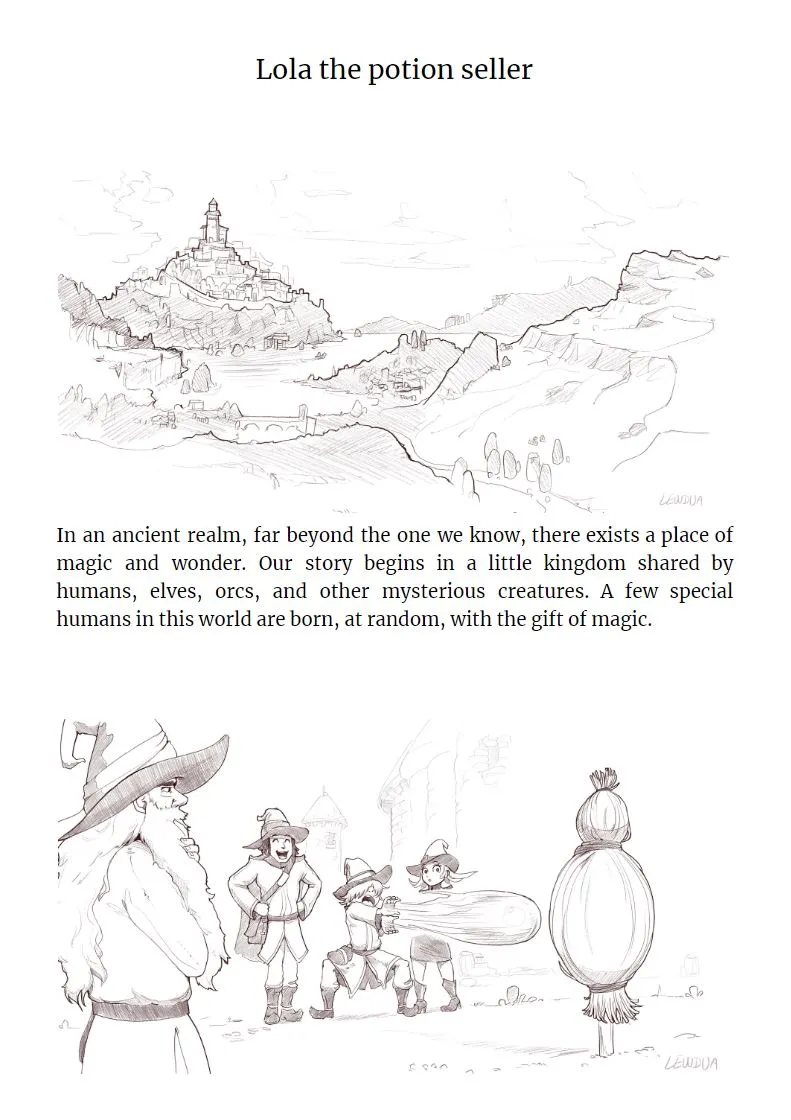 Lola the potion seller
LEWDUA
In an ancient realm, far beyond the one we know, there exists a place of
magic and wonder. Our story begins in a little kingdom shared by
humans, elves, orcs, and other mysterious creatures. A few special
humans in this world are born, at random, with the gift of magic.
LEWDUA